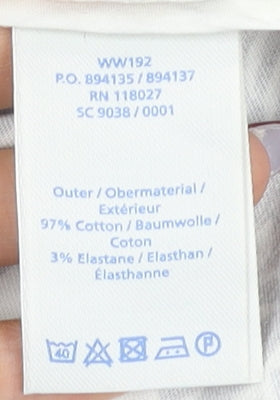 WW192
P.O. 894135 / 894137
RN 118027
SC 9038 / 0001
Outer / Obermaterial /
Extérieur
97% Cotton / Baumwolle /
Coton
3% Elastane / Elasthan /
Élasthanne
40 P